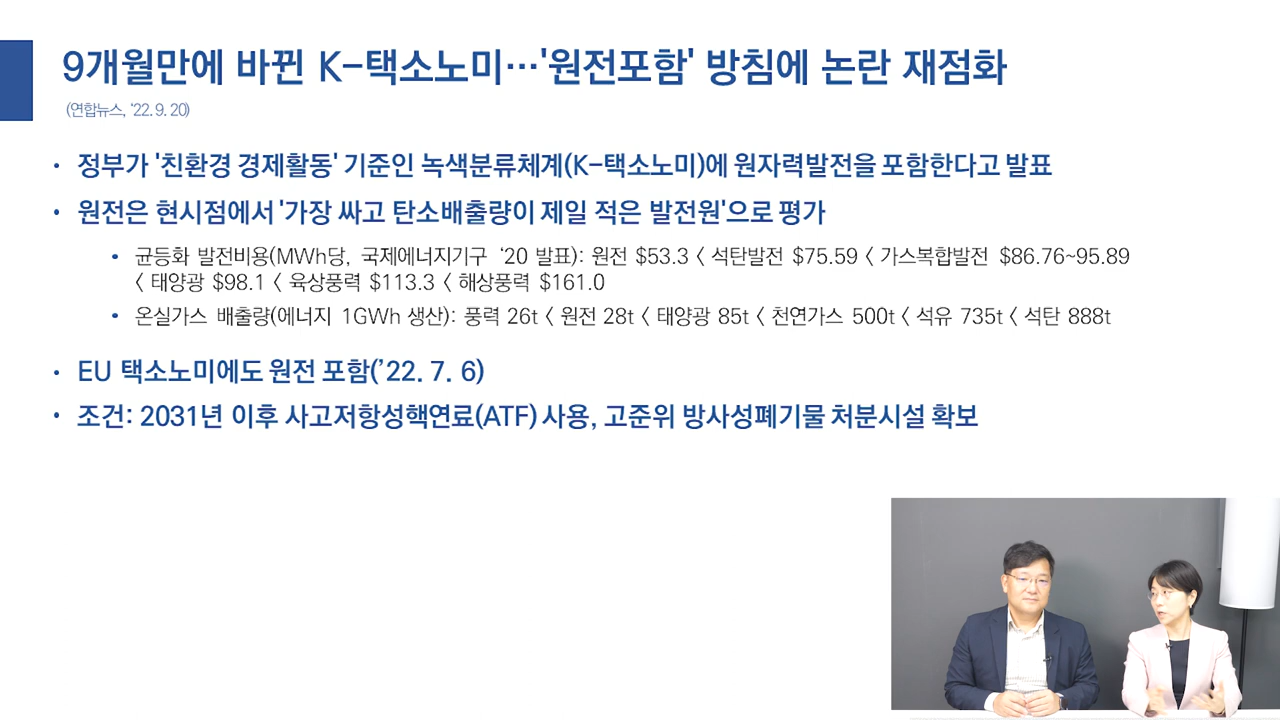 9개월만에 바뀐 K-택소노미…'원전포함' 방침에 논란 재점화
(연합뉴스, ‘22. 9. 20)
• 정부가 '친환경 경제활동' 기준인 녹색분류체계(K-택소노미)에 원자력발전을 포함한다고 발표
• 원전은 현시점에서 '가장 싸고 탄소배출량이 제일 적은 발전원'으로 평가
• 균등화 발전비용(MWh당, 국제에너지기구 ‘20 발표): 원전 $53.3 < 석탄발전 $75.59 < 가스복합발전 $86.76~95.89
< 태양광 $98.1 < 육상풍력 $113.3 < 해상풍력 $161.0
• 온실가스 배출량(에너지 1GWh 생산): 풍력 26t < 원전 28t < 태양광 85t < 천연가스 500t < 석유 735t < 석탄 888t
• EU 택소노미에도 원전 포함(’22. 7. 6)
• 조건: 2031년 이후 사고저항성핵연료(ATF) 사용, 고준위 방사성폐기물 처분시설 확보